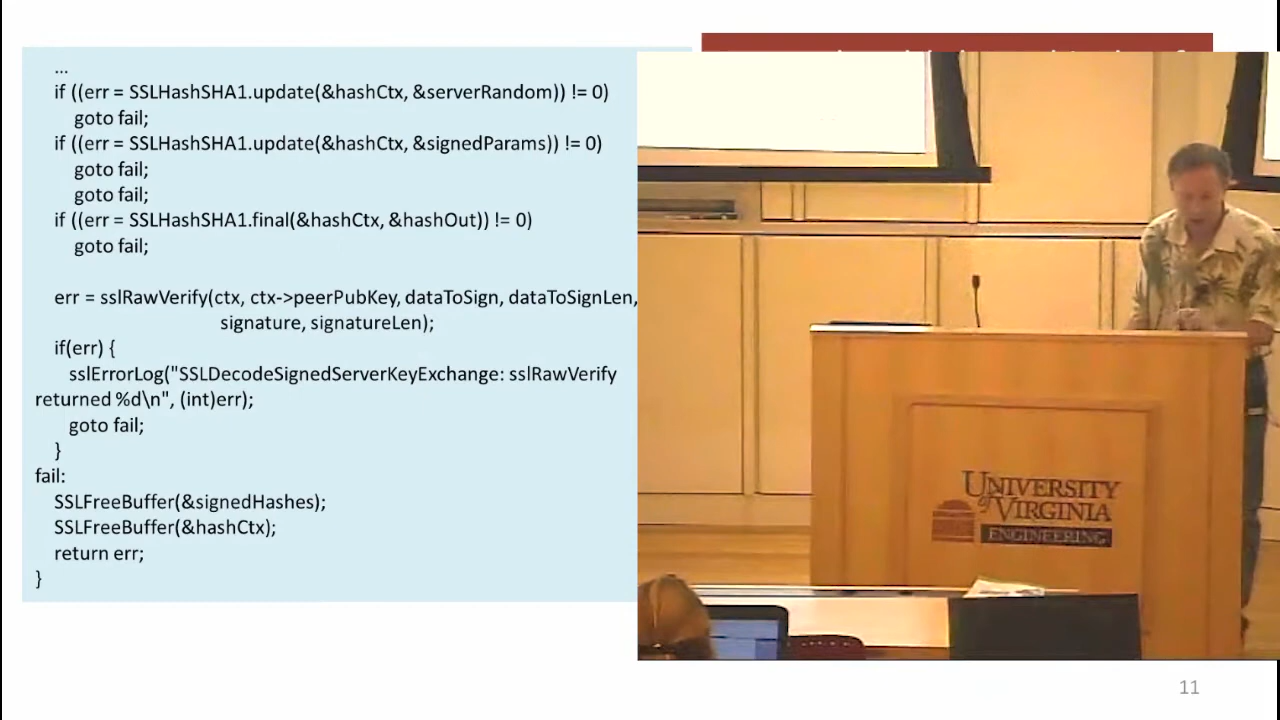 ...
if ((err = SSLHashSHA1.update(&hashCtx, &serverRandom)) != 0)
goto fail;
if ((err = SSLHashSHA1.update(&hashCtx, &signedParams)) != 0)
goto fail;
goto fail;
if ((err = SSLHashSHA1.final(&hashCtx, &hashOut)) != 0)
goto fail;
err = sslRawVerify(ctx, ctx->peerPubKey, dataToSign, dataToSignLen,
signature, signatureLen);
if(err) {
sslErrorLog("SSLDecodeSignedServerKeyExchange: sslRawVerify
returned %d\n", (int)err);
goto fail;
}
fail:
SSLFreeBuffer(&signedHashes);
SSLFreeBuffer(&hashCtx);
return err;
}
UNIVERSITY
of VIRGINIA
ENGINEERING
11